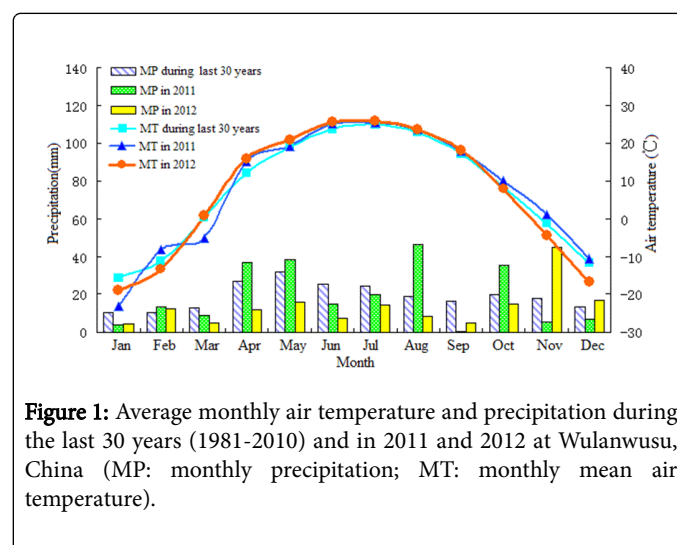 MP during last 30 years
MP in 2011
MP in 2012
MT during last 30 years
MT in 2011
MT in 2012
Precipitation(mm)
140
120
100
80
60
40
20
0
Air temperature (℃)
40
30
20
10
0
-10
-20
-30
Jan Feb Mar Apr May Jun Jul Aug Sep Oct Nov Dec
Month
Figure 1: Average monthly air temperature and precipitation during
the last 30 years (1981-2010) and in 2011 and 2012 at Wulanwusu,
China (MP: monthly precipitation; MT: monthly mean air
temperature).